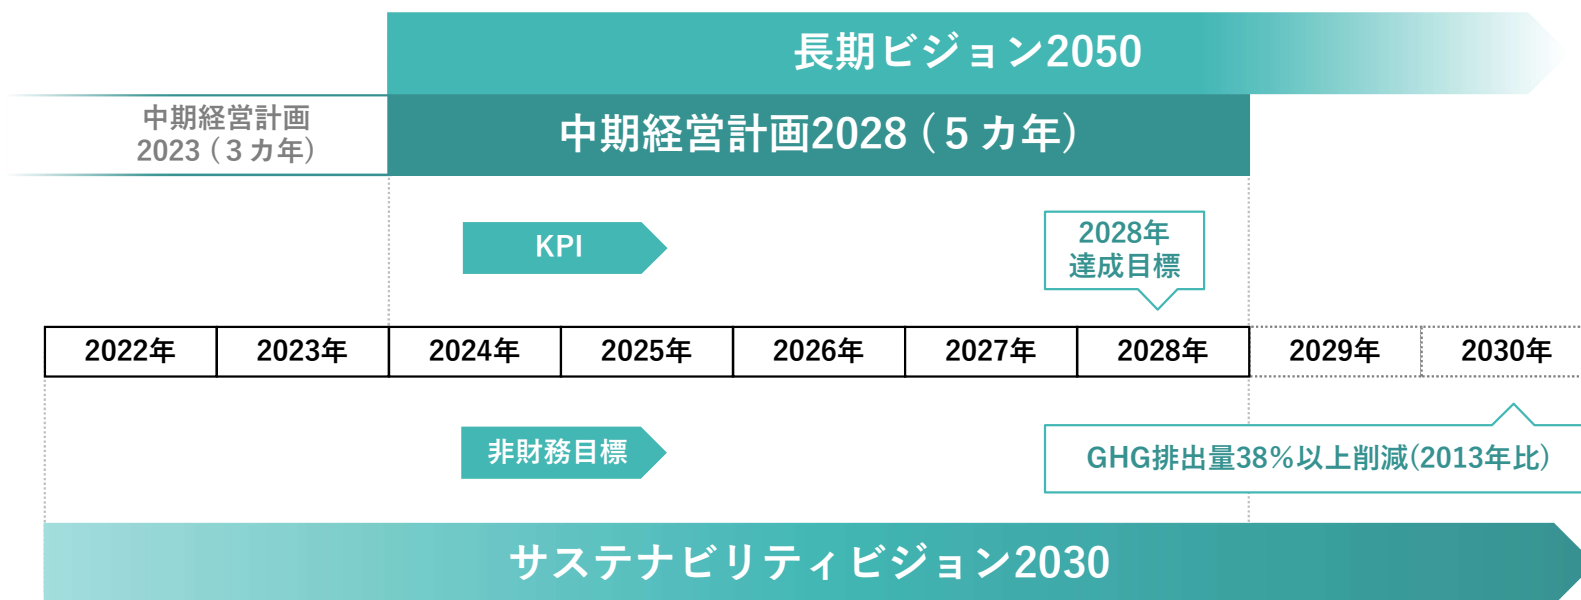 長期ビジョン2050
中期経営計画
2023（3カ年）
中期経営計画2028（5カ年）
KPI
2028年
達成目標
2022年
2023年
2024年
2025年
2026年
2027年
2028年
2029年
2030年
非財務目標
GHG排出量38%以上削減(2013年比)
サステナビリティビジョン2030